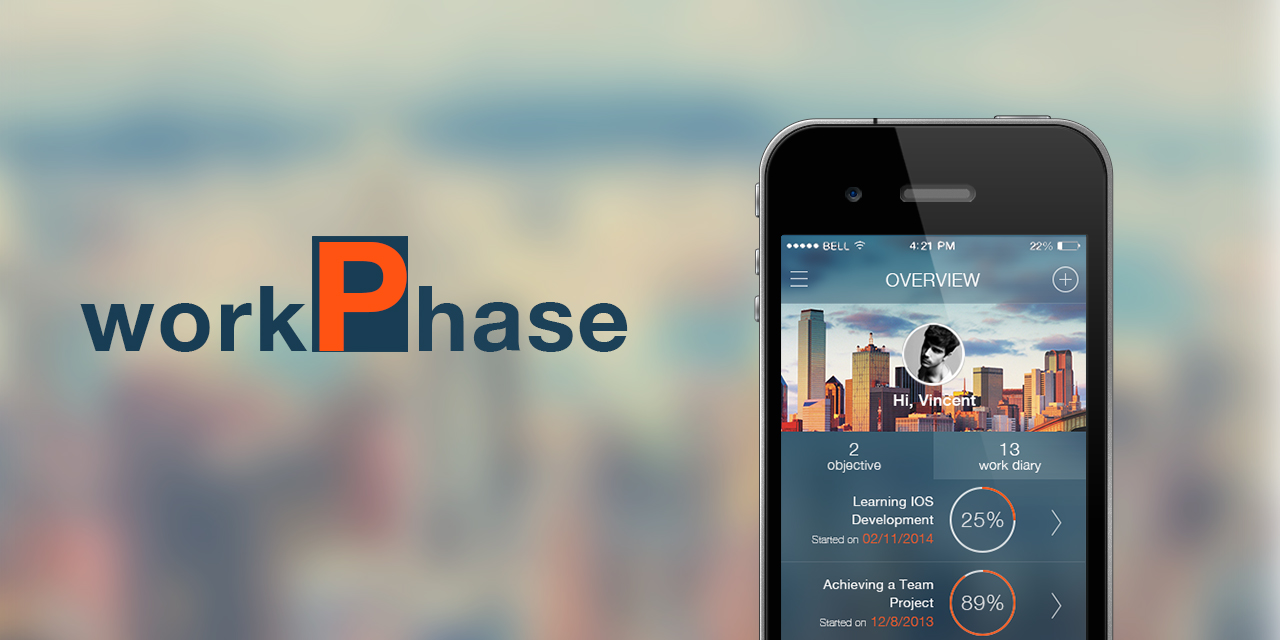 workPhase
BELL 4:21 PM 22%
OVERVIEW
Hi, Vincent
2
objective
13
work diary
Learning IOS
Development
Started on 02/11/2014
25%
Achieving a Team
Project
Started on 12/8/2013
89%